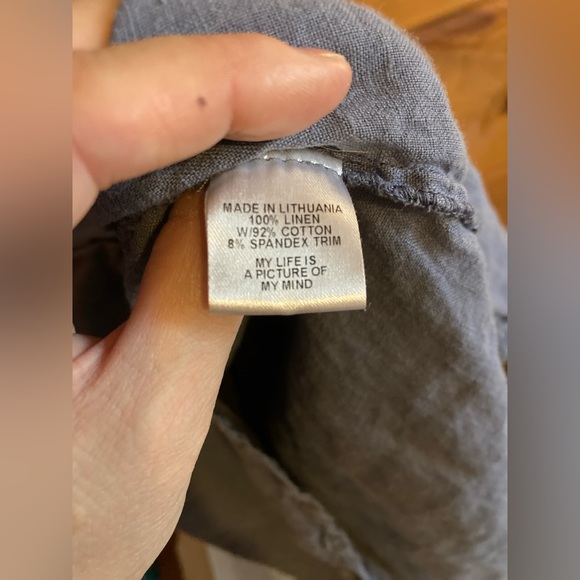 MADE IN LITHUANIA
100% LINEN
W/92% COTTON
8% SPANDEX TRIM
MY LIFE IS
A PICTURE OF
MY MIND